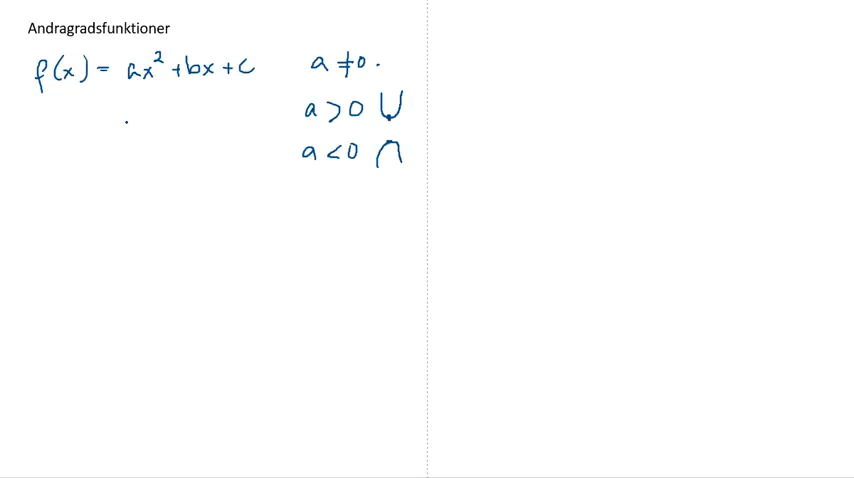 Andragradsfunktioner
f(x) = ax² + bx + c a ≠ 0.
a > 0
a < 0